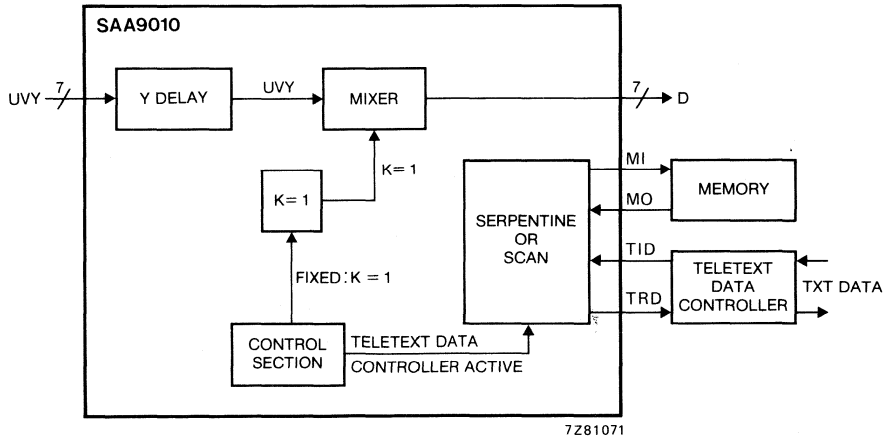 SAA9010
UVY
7
Y DELAY
UVY
MIXER
7
D
K= 1
K= 1
FIXED: K = 1
CONTROL
SECTION
TELETEXT DATA
CONTROLLER ACTIVE
SERPENTINE
OR
SCAN
MI
MO
TID
TRD
MEMORY
TELETEXT
DATA
CONTROLLER
TXT DATA
7Z81071